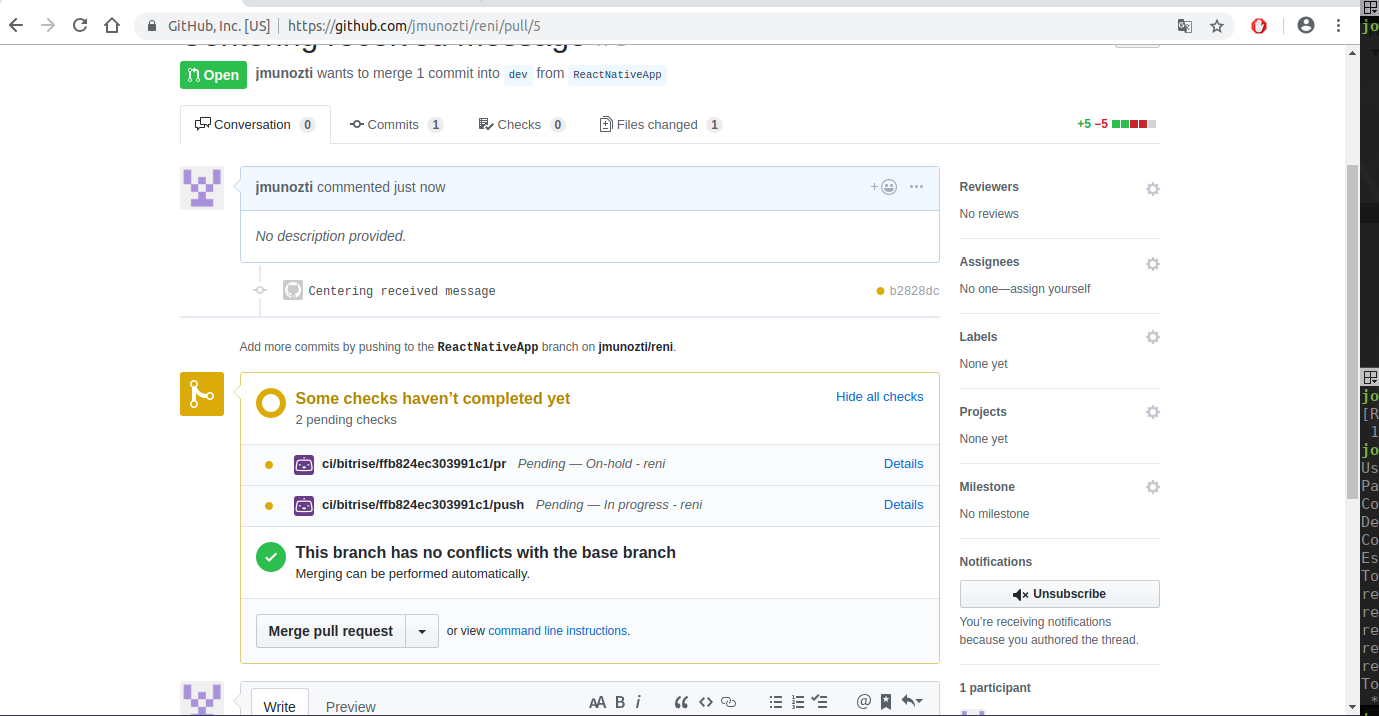 GitHub, Inc. [US] https://github.com/jmunozti/reni/pull/5
Centering received message #5
Open jmunozti wants to merge 1 commit into dev from ReactNativeApp
Conversation 0 Commits 1 Checks 0 Files changed 1 +5 −5
jmunozti commented just now
No description provided.
Centering received message b2828dc
Add more commits by pushing to the ReactNativeApp branch on jmunozti/reni.
Some checks haven’t completed yet Hide all checks
2 pending checks
ci/bitrise/ffb824ec303991c1/pr Pending — On-hold - reni Details
ci/bitrise/ffb824ec303991c1/push Pending — In progress - reni Details
This branch has no conflicts with the base branch
Merging can be performed automatically.
Merge pull request or view command line instructions.
Write Preview AA B i
Reviewers
No reviews
Assignees
No one—assign yourself
Labels
None yet
Projects
None yet
Milestone
No milestone
Notifications
Unsubscribe
You’re receiving notifications
because you authored the thread.
1 participant
jo
jo
[R
1
jo
Us
Pa
Co
De
Co
Es
To
re
re
re
re
re
To
*